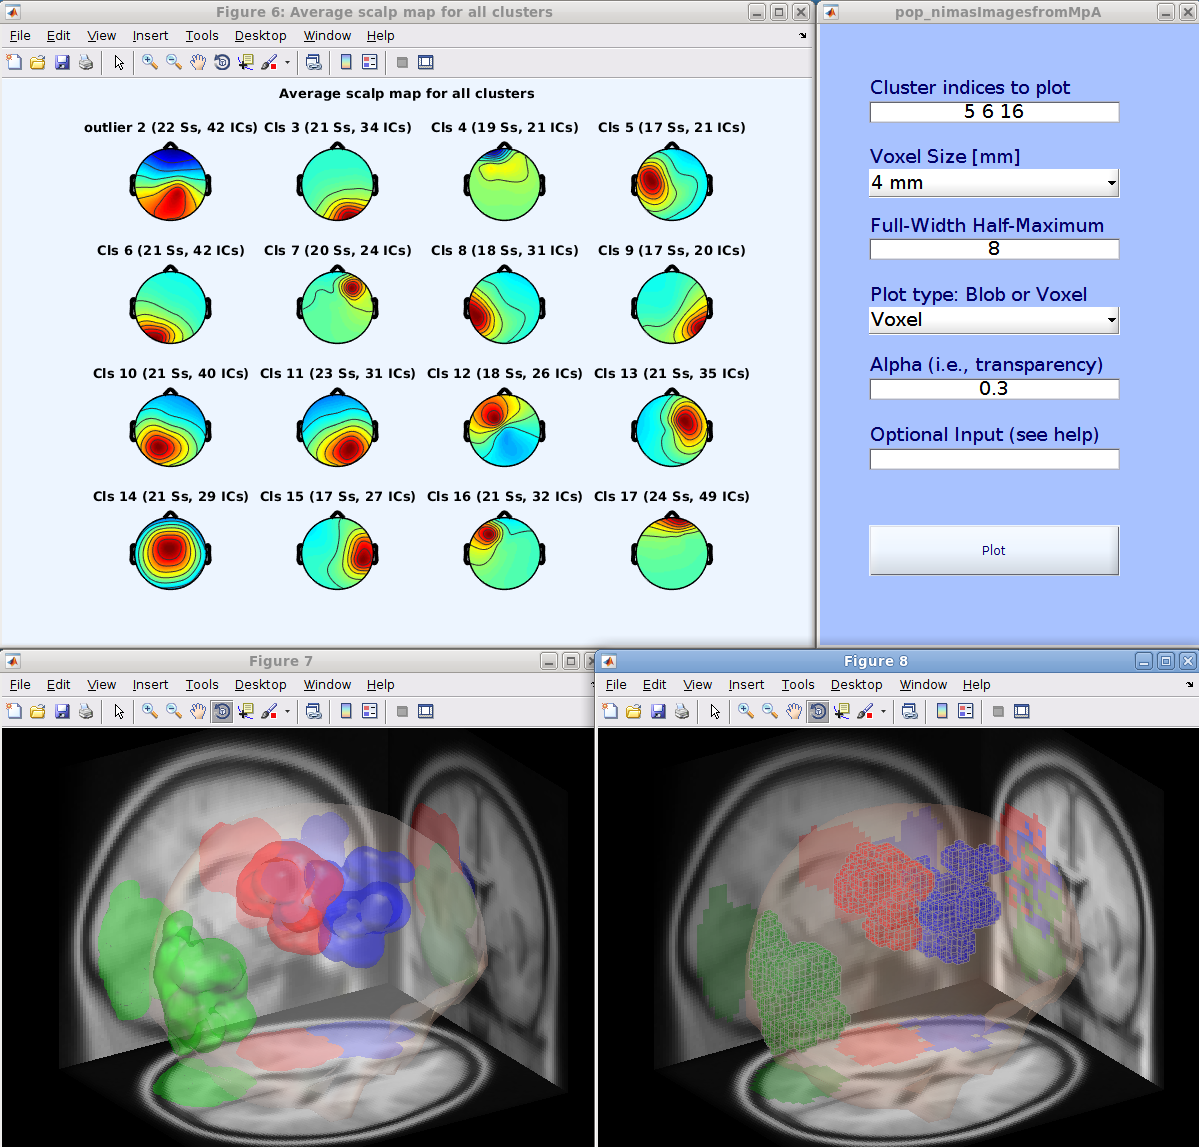 Figure 6: Average scalp map for all clusters
File Edit View Insert Tools Desktop Window Help
Average scalp map for all clusters
outlier 2 (22 Ss, 42 ICs) Cls 3 (21 Ss, 34 ICs) Cls 4 (19 Ss, 21 ICs) Cls 5 (17 Ss, 21 ICs)
Cls 6 (21 Ss, 42 ICs) Cls 7 (20 Ss, 24 ICs) Cls 8 (18 Ss, 31 ICs) Cls 9 (17 Ss, 20 ICs)
Cls 10 (21 Ss, 40 ICs) Cls 11 (23 Ss, 31 ICs) Cls 12 (18 Ss, 26 ICs) Cls 13 (21 Ss, 35 ICs)
Cls 14 (21 Ss, 29 ICs) Cls 15 (17 Ss, 27 ICs) Cls 16 (21 Ss, 32 ICs) Cls 17 (24 Ss, 49 ICs)
pop_nimasImagesfromMpA
Cluster indices to plot
5 6 16
Voxel Size [mm]
4 mm
Full-Width Half-Maximum
8
Plot type: Blob or Voxel
Voxel
Alpha (i.e., transparency)
0.3
Optional Input (see help)
Plot
Figure 7
File Edit View Insert Tools Desktop Window Help
Figure 8
File Edit View Insert Tools Desktop Window Help